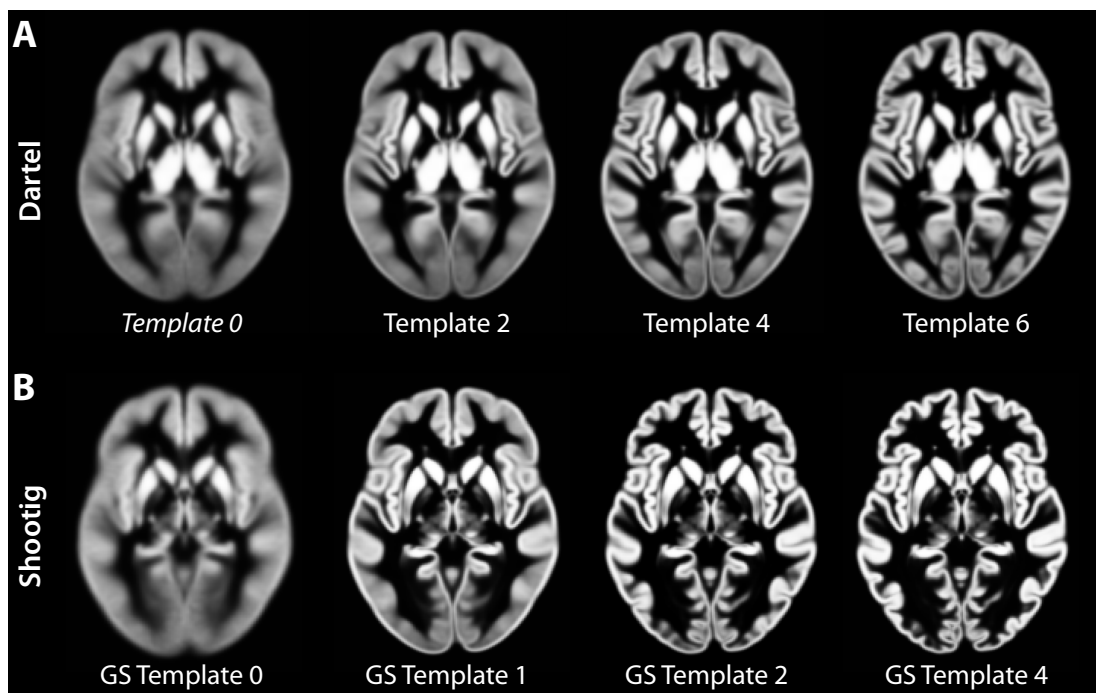 A
Dartel
Template 0
Template 2
Template 4
Template 6
B
Shootig
GS Template 0
GS Template 1
GS Template 2
GS Template 4